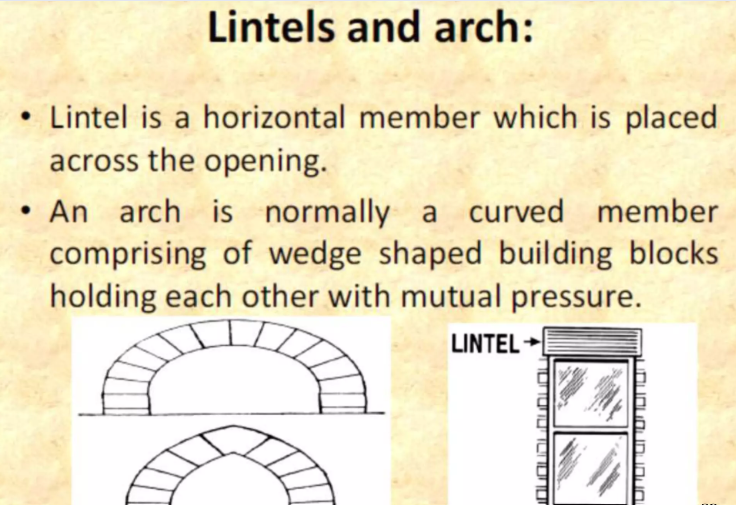 Lintels and arch:
• Lintel is a horizontal member which is placed
across the opening.
• An arch is normally a curved member
comprising of wedge shaped building blocks
holding each other with mutual pressure.
LINTEL